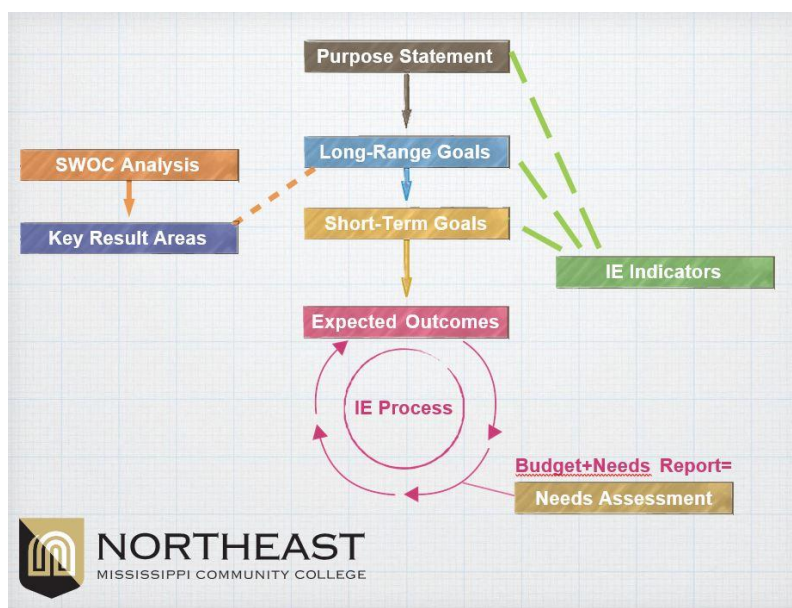 Purpose Statement
Long-Range Goals
SWOC Analysis
Short-Term Goals
Key Result Areas
IE Indicators
Expected Outcomes
IE Process
Budget+Needs Report=
Needs Assessment
NORTHEAST
MISSISSIPPI COMMUNITY COLLEGE